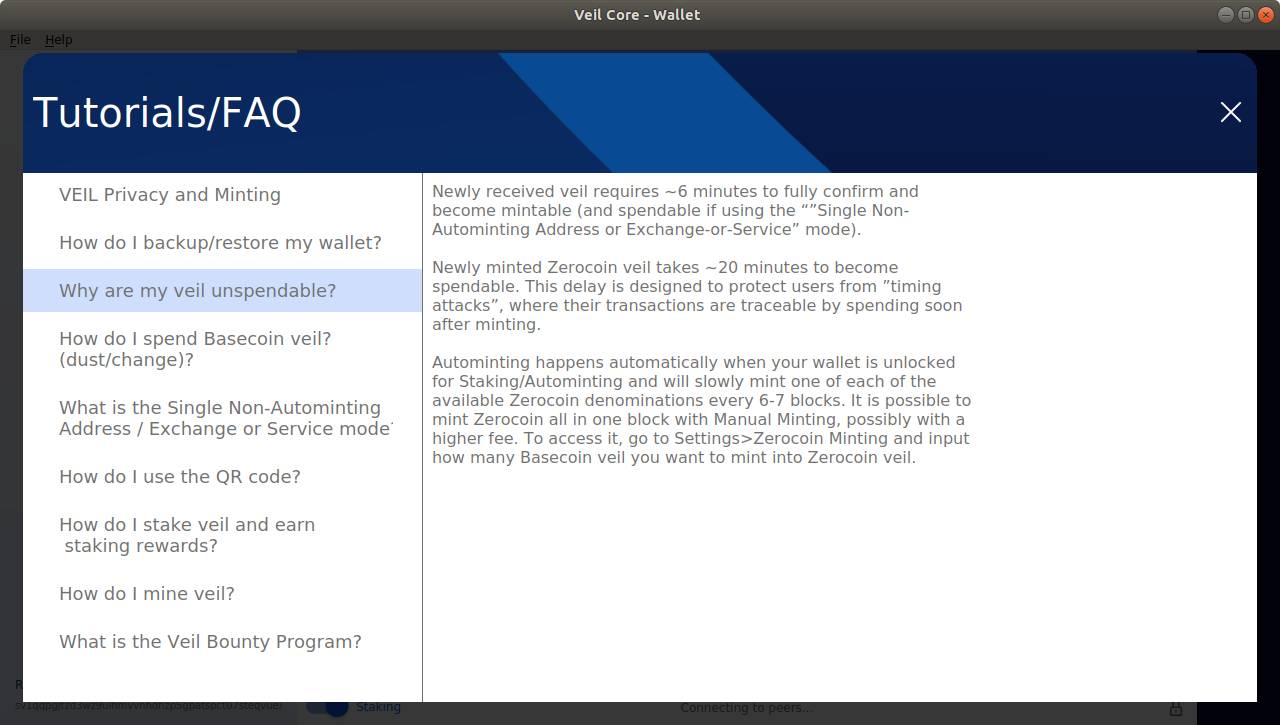 Veil Core - Wallet
File Help
Tutorials/FAQ
VEIL Privacy and Minting
How do I backup/restore my wallet?
Why are my veil unspendable?
How do I spend Basecoin veil?
(dust/change)?
What is the Single Non-Autominting
Address / Exchange or Service mode
How do I use the QR code?
How do I stake veil and earn
staking rewards?
How do I mine veil?
What is the Veil Bounty Program?
Newly received veil requires ~6 minutes to fully confirm and
become mintable (and spendable if using the “”Single Non-
Autominting Address or Exchange-or-Service” mode).
Newly minted Zerocoin veil takes ~20 minutes to become
spendable. This delay is designed to protect users from ”timing
attacks”, where their transactions are traceable by spending soon
after minting.
Autominting happens automatically when your wallet is unlocked
for Staking/Autominting and will slowly mint one of each of the
available Zerocoin denominations every 6-7 blocks. It is possible to
mint Zerocoin all in one block with Manual Minting, possibly with a
higher fee. To access it, go to Settings>Zerocoin Minting and input
how many Basecoin veil you want to mint into Zerocoin veil.
Staking
Connecting to peers...